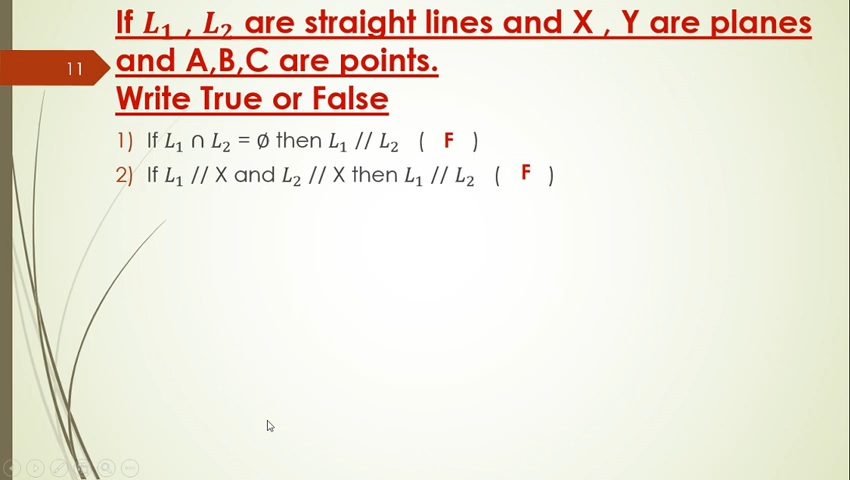 If L₁ , L₂ are straight lines and X , Y are planes
11
and A,B,C are points.
Write True or False
1) If L₁ ∩ L₂ = ∅ then L₁ // L₂ ( F )
2) If L₁ // X and L₂ // X then L₁ // L₂ ( F )